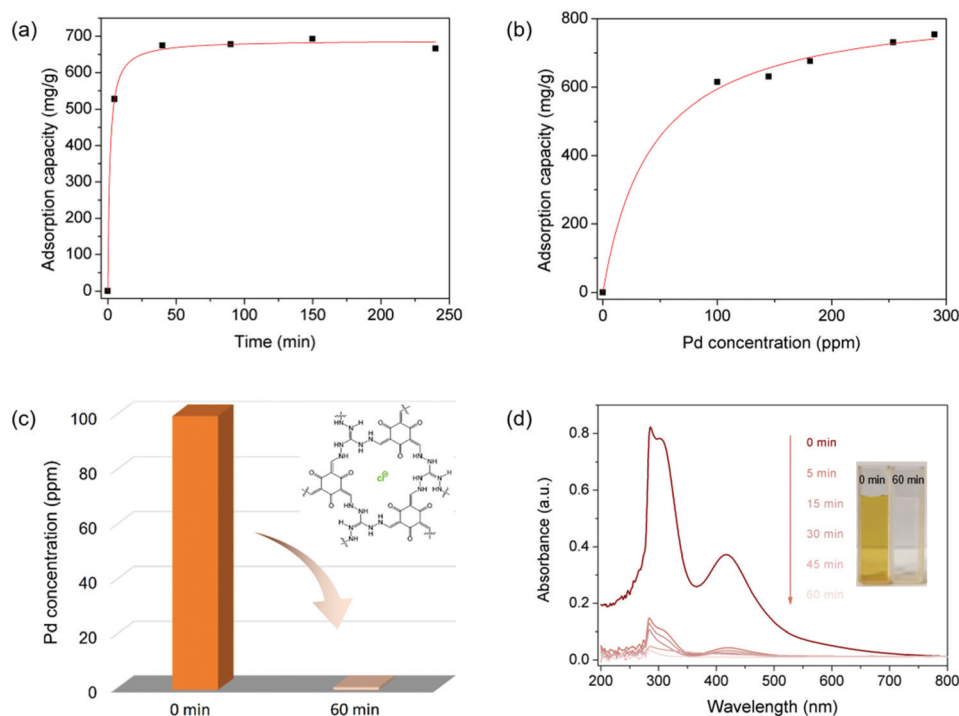 (a)
Adsorption capacity (mg/g)
700
600
500
400
300
200
100
0
0 50 100 150 200 250
Time (min)
(b)
Adsorption capacity (mg/g)
800
600
400
200
0
0 100 200 300
Pd concentration (ppm)
(c)
Pd concentration (ppm)
100
80
60
40
20
0
0 min 60 min
Cl⊖
(d)
Absorbance (a.u.)
0.8
0.6
0.4
0.2
0.0
200 300 400 500 600 700 800
Wavelength (nm)
0 min
5 min
15 min
30 min
45 min
60 min
0 min 60 min